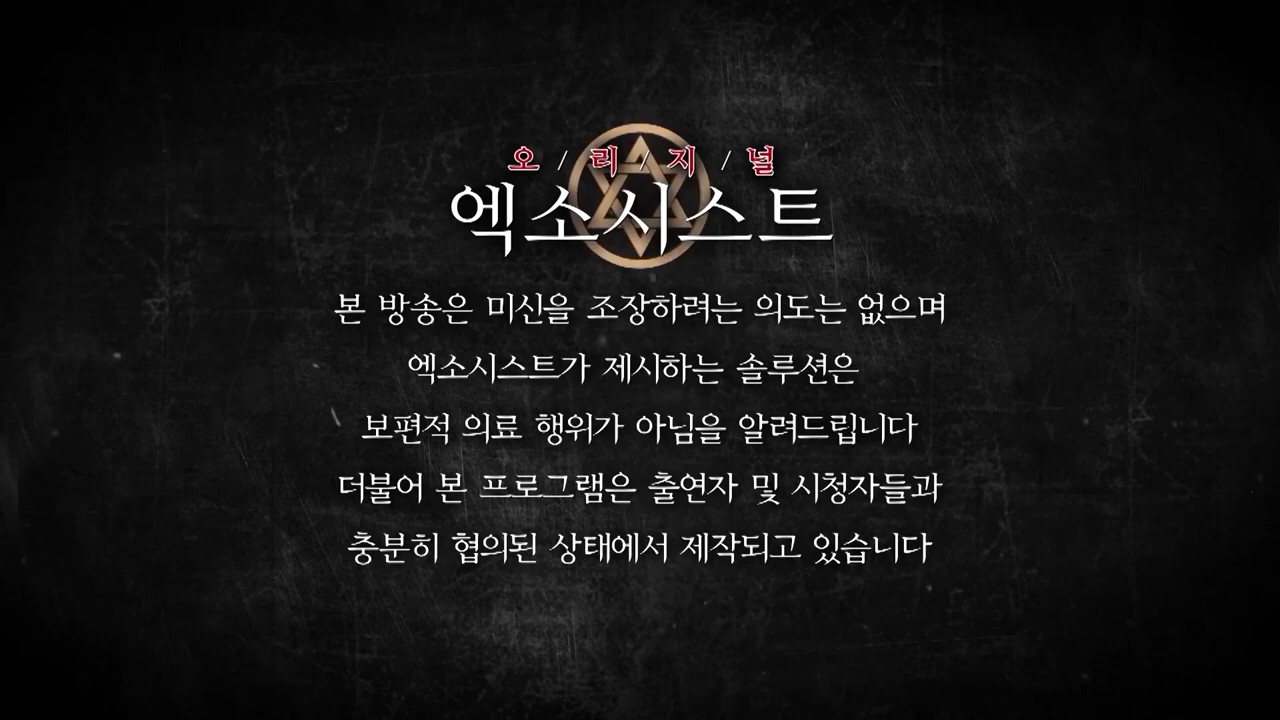 오/리/지/널
엑소시스트
본 방송은 미신을 조장하려는 의도는 없으며
엑소시스트가 제시하는 솔루션은
보편적 의료 행위가 아님을 알려드립니다
더불어 본 프로그램은 출연자 및 시청자들과
충분히 협의된 상태에서 제작되고 있습니다